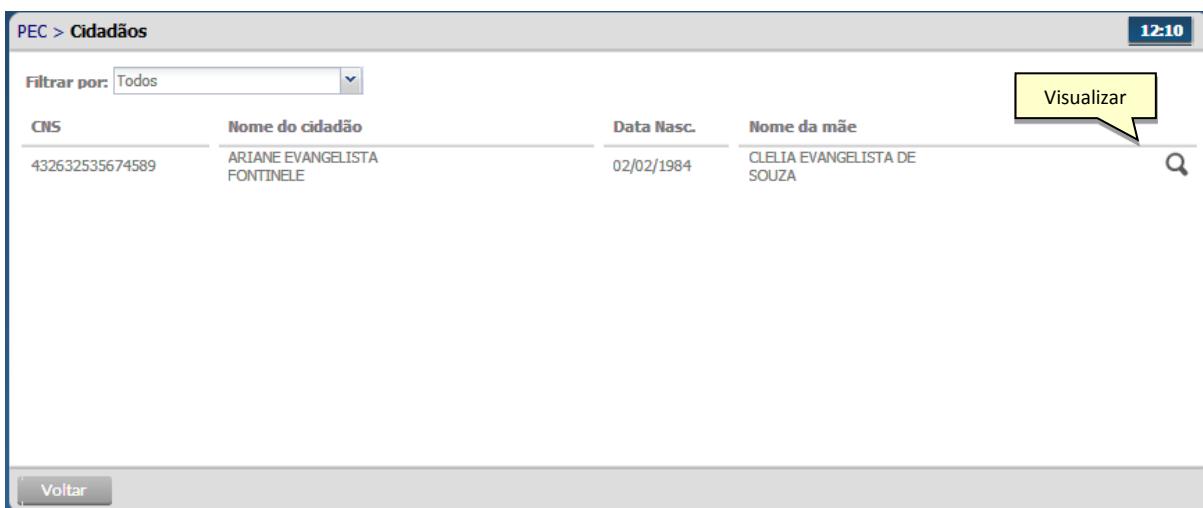 PEC > Cidadãos 12:10
Filtrar por: Todos
Visualizar
CNS Nome do cidadão Data Nasc. Nome da mãe
432632535674589 ARIANE EVANGELISTA 02/02/1984 CLELIA EVANGELISTA DE
FONTINELE SOUZA
Voltar